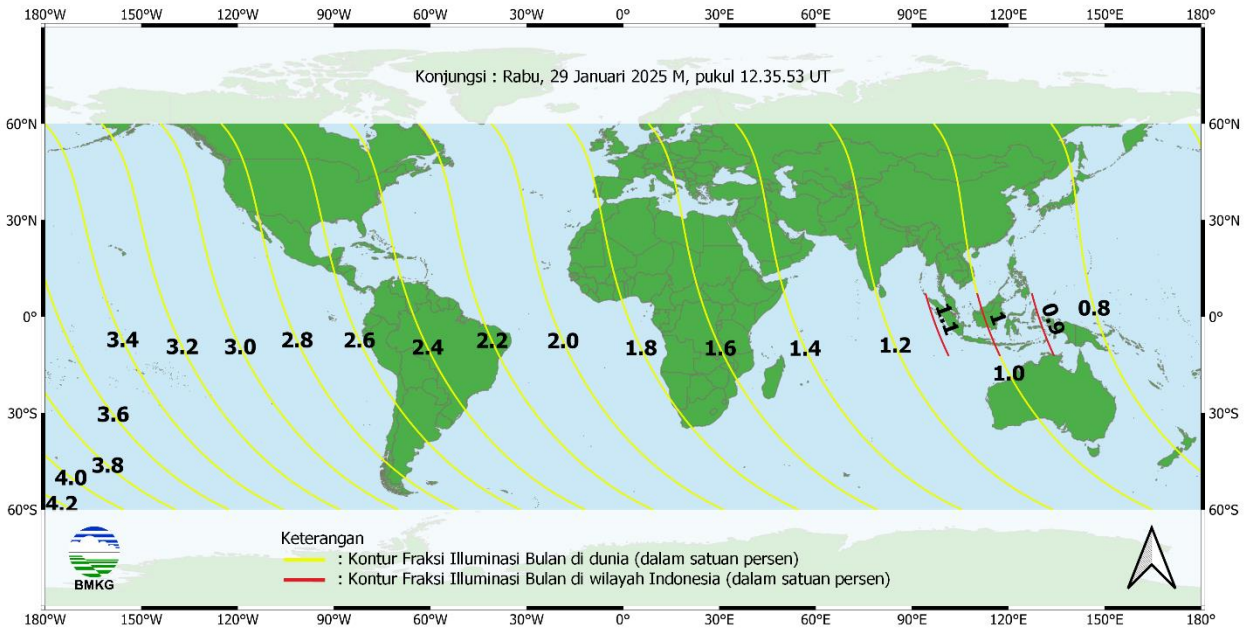 180° 150°W 120°W 90°W 60°W 30°W 0° 30°E 60°E 90°E 120°E 150°E 180°
Konjungsi : Rabu, 29 Januari 2025 M, pukul 12.35.53 UT
60°N 60°N
30°N 30°N
0° 0°
3.4 3.2 3.0 2.8 2.6 2.4 2.2 2.0 1.8 1.6 1.4 1.2 1.1 1 0.9 0.8
1.0
30°S 30°S
3.6
3.8
4.0
4.2
60°S 60°S
Keterangan
: Kontur Fraksi Illuminasi Bulan di dunia (dalam satuan persen)
: Kontur Fraksi Illuminasi Bulan di wilayah Indonesia (dalam satuan persen)
BMKG
180° 150°W 120°W 90°W 60°W 30°W 0° 30°E 60°E 90°E 120°E 150°E 180°